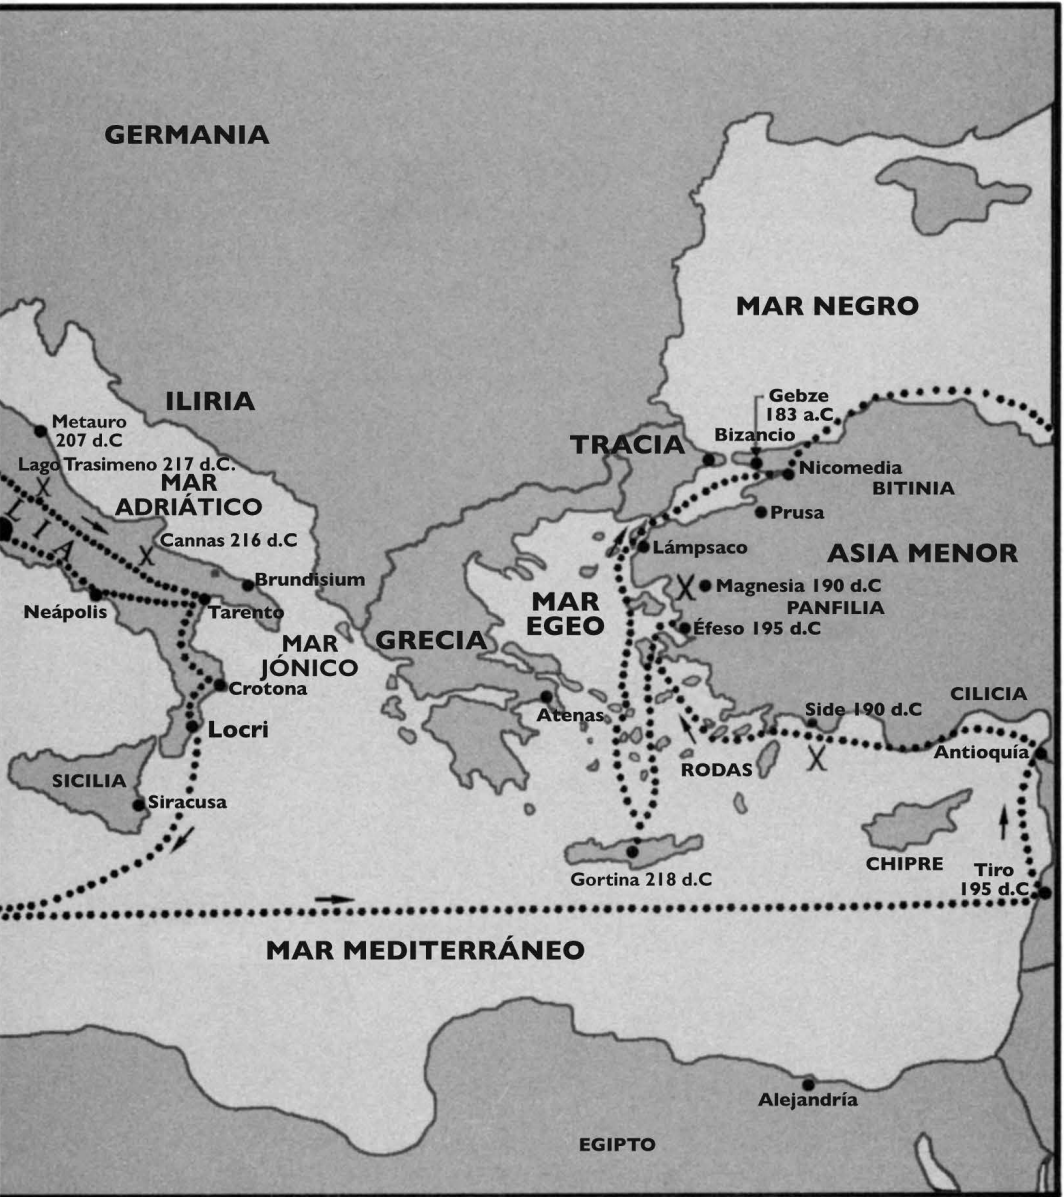 GERMANIA
MAR NEGRO
ILIRIA
Gebze
183 a.C
Metauro
207 d.C
Bizancio
TRACIA
Lago Trasimeno 217 d.C.
MAR
ADRIÁTICO
Nicomedia
BITINIA
L I A
Prusa
Cannas 216 d.C
Lámpsaco
ASIA MENOR
Brundisium
Magnesia 190 d.C
PANFILIA
Neápolis
Tarento
MAR
EGEO
Éfeso 195 d.C
GRECIA
MAR
JÓNICO
Crotona
CILICIA
Side 190 d.C
Atenas
Locri
Antioquía
RODAS
SICILIA
Siracusa
CHIPRE
Tiro
195 d.C
Gortina 218 d.C
MAR MEDITERRÁNEO
Alejandría
EGIPTO